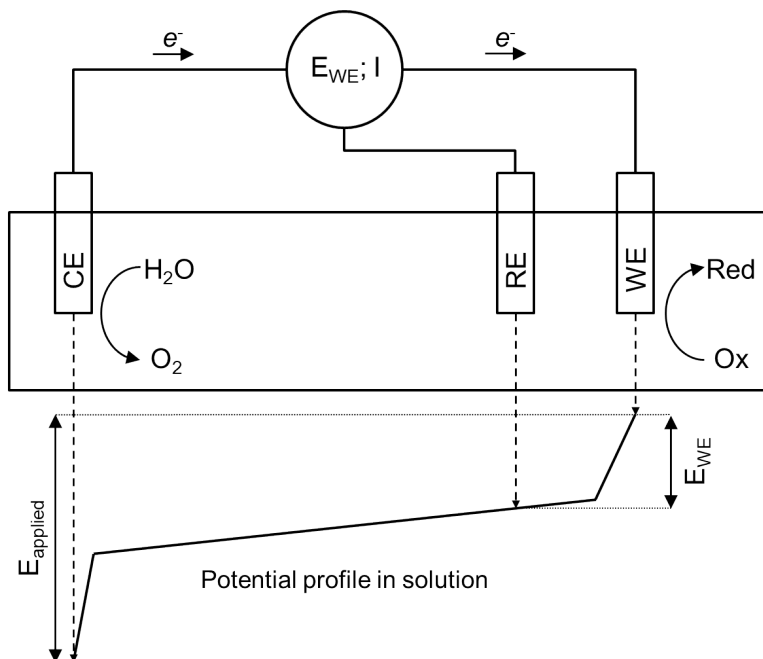 e⁻
e⁻
E_WE; I
CE
H₂O
O₂
RE
WE
Red
Ox
E_applied
E_WE
Potential profile in solution